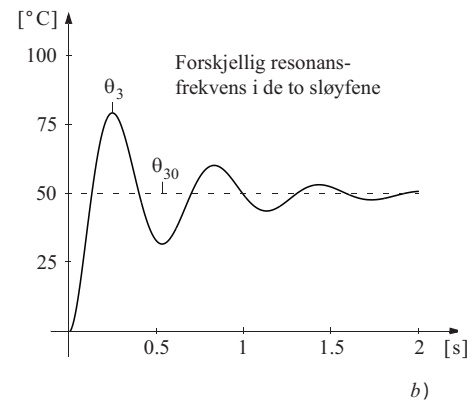 [°C]
100
Forskjellig resonans-
frekvens i de to sløyfene
θ3
75
θ30
50
25
0.5 1 1.5 2 [s]
b)